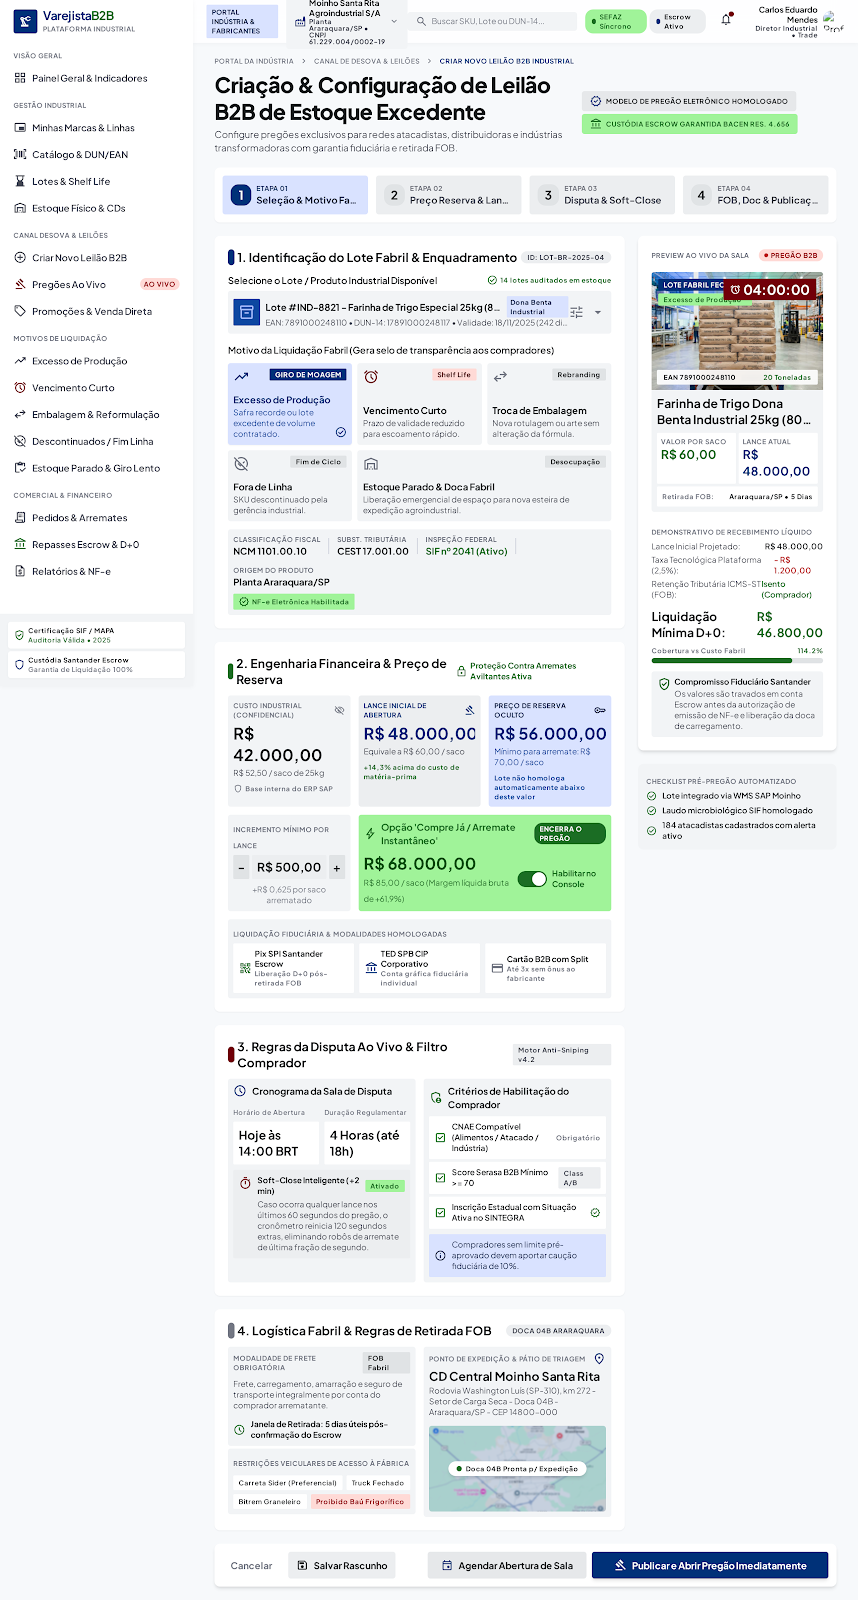 VarejistaB2B
PLATAFORMA INDUSTRIAL
PORTAL INDÚSTRIA & FABRICANTES
Moinho Santa Rita Agroindustrial S/A
Planta Araraquara/SP • CNPJ 61.229.004/0002-19
Buscar SKU, Lote ou DUN-14...
SEFAZ Síncrono
Escrow Ativo
Carlos Eduardo Mendes
Diretor Industrial • Trade
VISÃO GERAL
Painel Geral & Indicadores
GESTÃO INDUSTRIAL
Minhas Marcas & Linhas
Catálogo & DUN/EAN
Lotes & Shelf Life
Estoque Físico & CDs
CANAL DESOVA & LEILÕES
Criar Novo Leilão B2B
Pregões Ao Vivo
AO VIVO
Promoções & Venda Direta
MOTIVOS DE LIQUIDAÇÃO
Excesso de Produção
Vencimento Curto
Embalagem & Reformulação
Descontinuados / Fim Linha
Estoque Parado & Giro Lento
COMERCIAL & FINANCEIRO
Pedidos & Arremates
Repasses Escrow & D+0
Relatórios & NF-e
Certificação SIF / MAPA
Auditoria Válida • 2025
Custódia Santander Escrow
Garantia de Liquidação 100%
PORTAL DA INDÚSTRIA > CANAL DE DESOVA & LEILÕES > CRIAR NOVO LEILÃO B2B INDUSTRIAL
Criação & Configuração de Leilão
B2B de Estoque Excedente
Configure pregões exclusivos para redes atacadistas, distribuidoras e indústrias
transformadoras com garantia fiduciária e retirada FOB.
MODELO DE PREGÃO ELETRÔNICO HOMOLOGADO
CUSTÓDIA ESCROW GARANTIDA BACEN RES. 4.656
1
ETAPA 01
Seleção & Motivo Fa...
2
ETAPA 02
Preço Reserva & Lan...
3
ETAPA 03
Disputa & Soft-Close
4
ETAPA 04
FOB, Doc & Publicaç...
1. Identificação do Lote Fabril & Enquadramento
ID: LOT-BR-2025-04
Selecione o Lote / Produto Industrial Disponível
14 lotes auditados em estoque
Lote #IND-8821 - Farinha de Trigo Especial 25kg (8...
Dona Benta Industrial
EAN: 7891000248110 • DUN-14: 17891000248117 • Validade: 18/11/2025 (242 di...
Motivo da Liquidação Fabril (Gera selo de transparência aos compradores)
GIRO DE MOAGEM
Excesso de Produção
Safra recorde ou lote
excedente de volume
contratado.
Shelf Life
Vencimento Curto
Prazo de validade reduzido
para escoamento rápido.
Rebranding
Troca de Embalagem
Nova rotulagem ou arte sem
alteração da fórmula.
Fim de Ciclo
Fora de Linha
SKU descontinuado pela
gerência industrial.
Desocupação
Estoque Parado & Doca Fabril
Liberação emergencial de espaço para nova esteira de
expedição agroindustrial.
CLASSIFICAÇÃO FISCAL
NCM 1101.00.10
SUBST. TRIBUTÁRIA
CEST 17.001.00
INSPEÇÃO FEDERAL
SIF nº 2041 (Ativo)
ORIGEM DO PRODUTO
Planta Araraquara/SP
NF-e Eletrônica Habilitada
2. Engenharia Financeira & Preço de
Reserva
Proteção Contra Arremates
Aviltantes Ativa
CUSTO INDUSTRIAL
(CONFIDENCIAL)
R$
42.000,00
R$ 52,50 / saco de 25kg
Base interna do ERP SAP
LANCE INICIAL DE
ABERTURA
R$ 48.000,00
Equivale a R$ 60,00 / saco
+14,3% acima do custo de
matéria-prima
PREÇO DE RESERVA
OCULTO
R$ 56.000,00
Mínimo para arremate: R$
70,00 / saco
Lote não homologa
automaticamente abaixo
deste valor
INCREMENTO MÍNIMO POR
LANCE
- R$ 500,00 +
+R$ 0,625 por saco
arrematado
Opção 'Compre Já / Arremate
Instantâneo'
ENCERRA O
PREGÃO
R$ 68.000,00
R$ 85,00 / saco (Margem líquida bruta
de +61,9%)
Habilitar no
Console
LIQUIDAÇÃO FIDUCIÁRIA & MODALIDADES HOMOLOGADAS
Pix SPI Santander
Escrow
Liberação D+0 pós-
retirada FOB
TED SPB CIP
Corporativo
Conta gráfica fiduciária
individual
Cartão B2B com Split
Até 3x sem ônus ao
fabricante
3. Regras da Disputa Ao Vivo & Filtro
Comprador
Motor Anti-Sniping
v4.2
Cronograma da Sala de Disputa
Horário de Abertura
Hoje às
14:00 BRT
Duração Regulamentar
4 Horas (até
18h)
Soft-Close Inteligente (+2
min)
Ativado
Caso ocorra qualquer lance nos
últimos 60 segundos do pregão, o
cronômetro reinicia 120 segundos
extras, eliminando robôs de arremate
de última fração de segundo.
Critérios de Habilitação do
Comprador
CNAE Compatível
(Alimentos / Atacado /
Indústria)
Obrigatório
Score Serasa B2B Mínimo
>= 70
Class
A/B
Inscrição Estadual com Situação
Ativa no SINTEGRA
Compradores sem limite pré-
aprovado devem aportar caução
fiduciária de 10%.
4. Logística Fabril & Regras de Retirada FOB
DOCA 04B ARARAQUARA
MODALIDADE DE FRETE
OBRIGATÓRIA
FOB
Fabril
Frete, carregamento, amarração e seguro de
transporte integralmente por conta do
comprador arrematante.
Janela de Retirada: 5 dias úteis pós-
confirmação do Escrow
RESTRIÇÕES VEICULARES DE ACESSO À FÁBRICA
Carreta Sider (Preferencial)
Truck Fechado
Bitrem Graneleiro
Proibido Baú Frigorífico
PONTO DE EXPEDIÇÃO & PÁTIO DE TRIAGEM
CD Central Moinho Santa Rita
Rodovia Washington Luís (SP-310), km 272 -
Setor de Carga Seca - Doca 04B -
Araraquara/SP - CEP 14800-000
Doca 04B Pronta p/ Expedição
Cancelar
Salvar Rascunho
Agendar Abertura de Sala
Publicar e Abrir Pregão Imediatamente
PREVIEW AO VIVO DA SALA
PREGÃO B2B
LOTE FABRIL FEC
04:00:00
Excesso de Produção
EAN 7891000248110
20 Toneladas
Farinha de Trigo Dona
Benta Industrial 25kg (80...
VALOR POR SACO
R$ 60,00
LANCE ATUAL
R$
48.000,00
Retirada FOB:
Araraquara/SP • 5 Dias
DEMONSTRATIVO DE RECEBIMENTO LÍQUIDO
Lance Inicial Projetado:
R$ 48.000,00
Taxa Tecnológica Plataforma
(2,5%):
- R$
1.200,00
Retenção Tributária ICMS-ST
(FOB):
Isento
(Comprador)
Liquidação
Mínima D+0:
R$
46.800,00
Cobertura vs Custo Fabril
114.2%
Compromisso Fiduciário Santander
Os valores são travados em conta
Escrow antes da autorização de
emissão de NF-e e liberação da doca
de carregamento.
CHECKLIST PRÉ-PREGÃO AUTOMATIZADO
Lote integrado via WMS SAP Moinho
Laudo microbiológico SIF homologado
184 atacadistas cadastrados com alerta
ativo